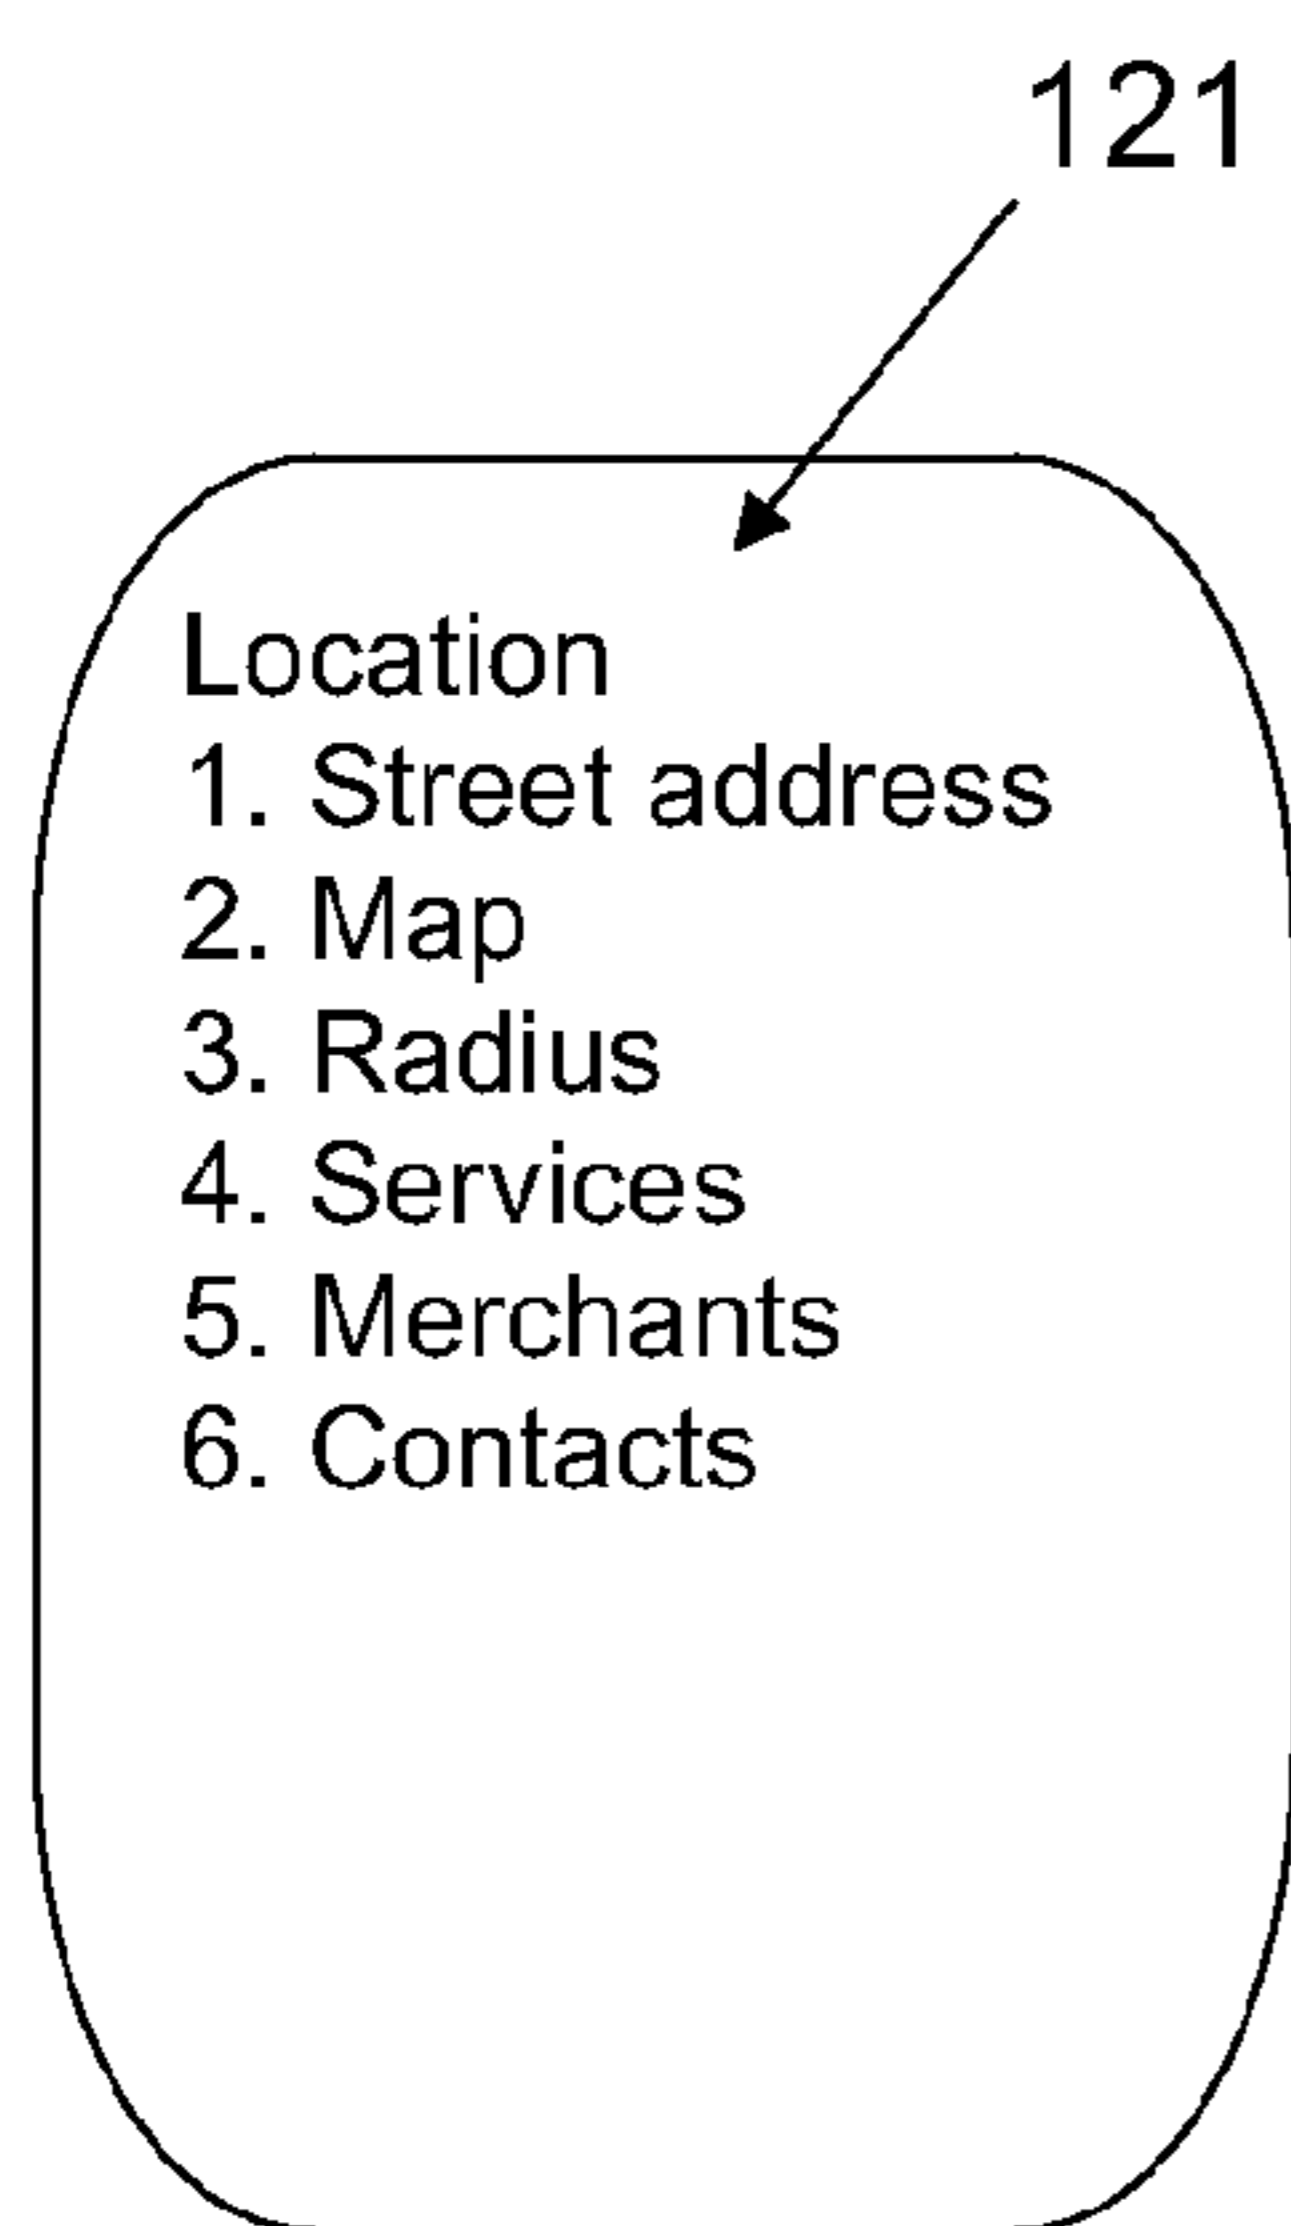 121
Location
1. Street address
2. Map
3. Radius
4. Services
5. Merchants
6. Contacts